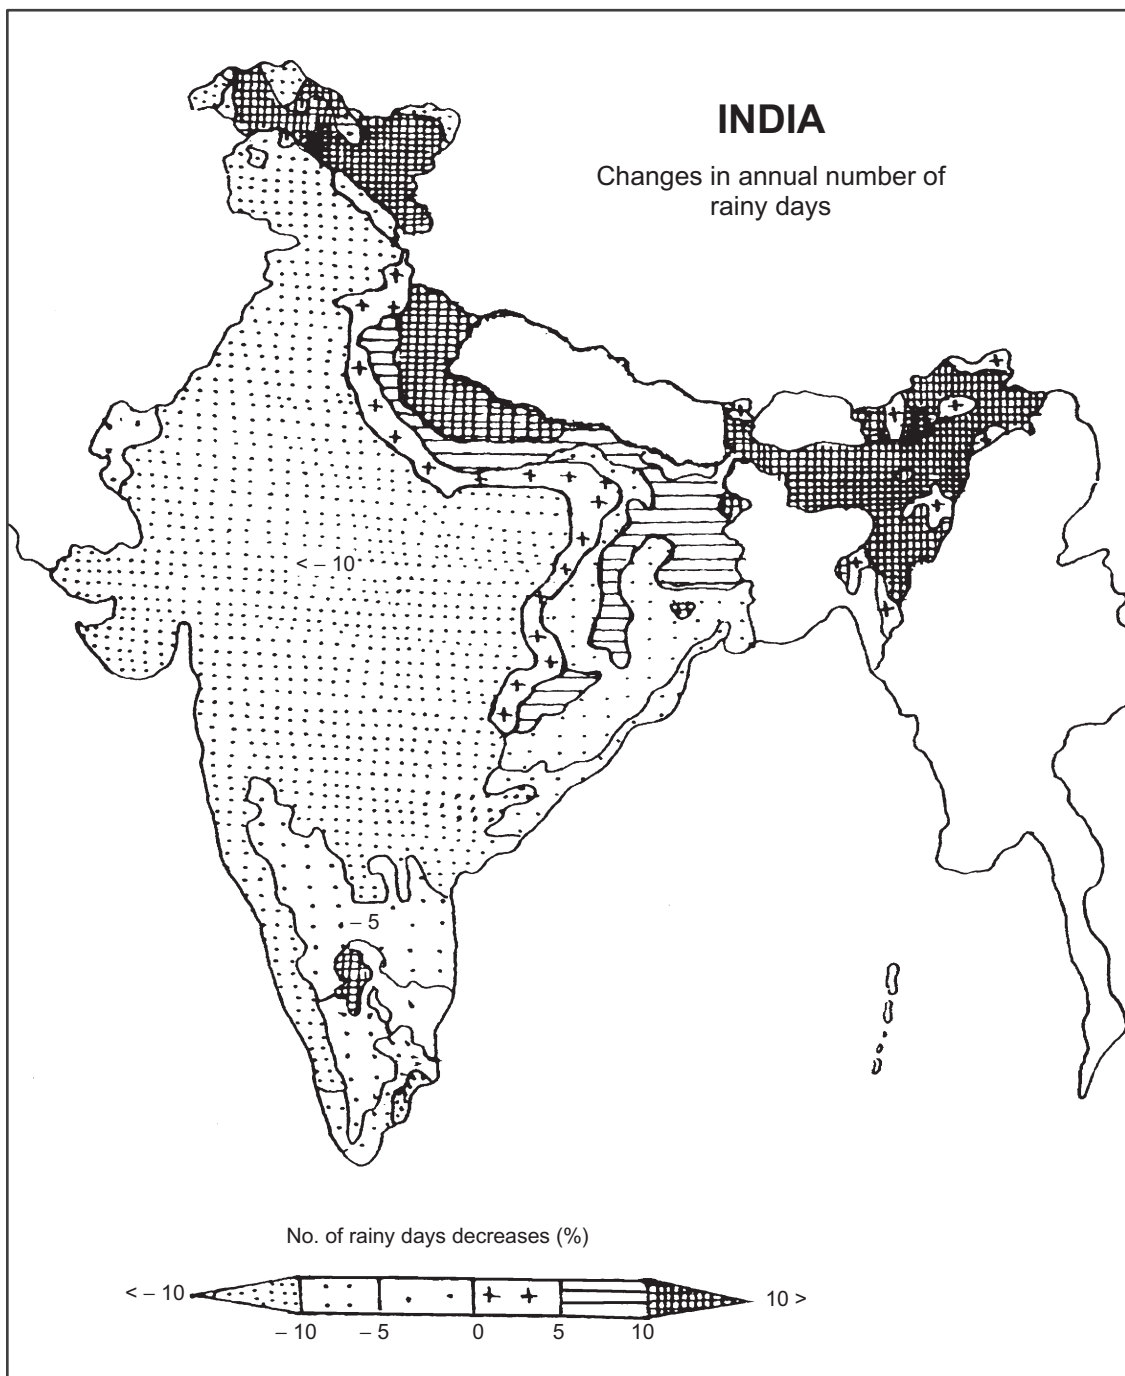 INDIA
Changes in annual number of
rainy days
< – 10
– 5
No. of rainy days decreases (%)
< – 10
10 >
– 10
– 5
0
5
10